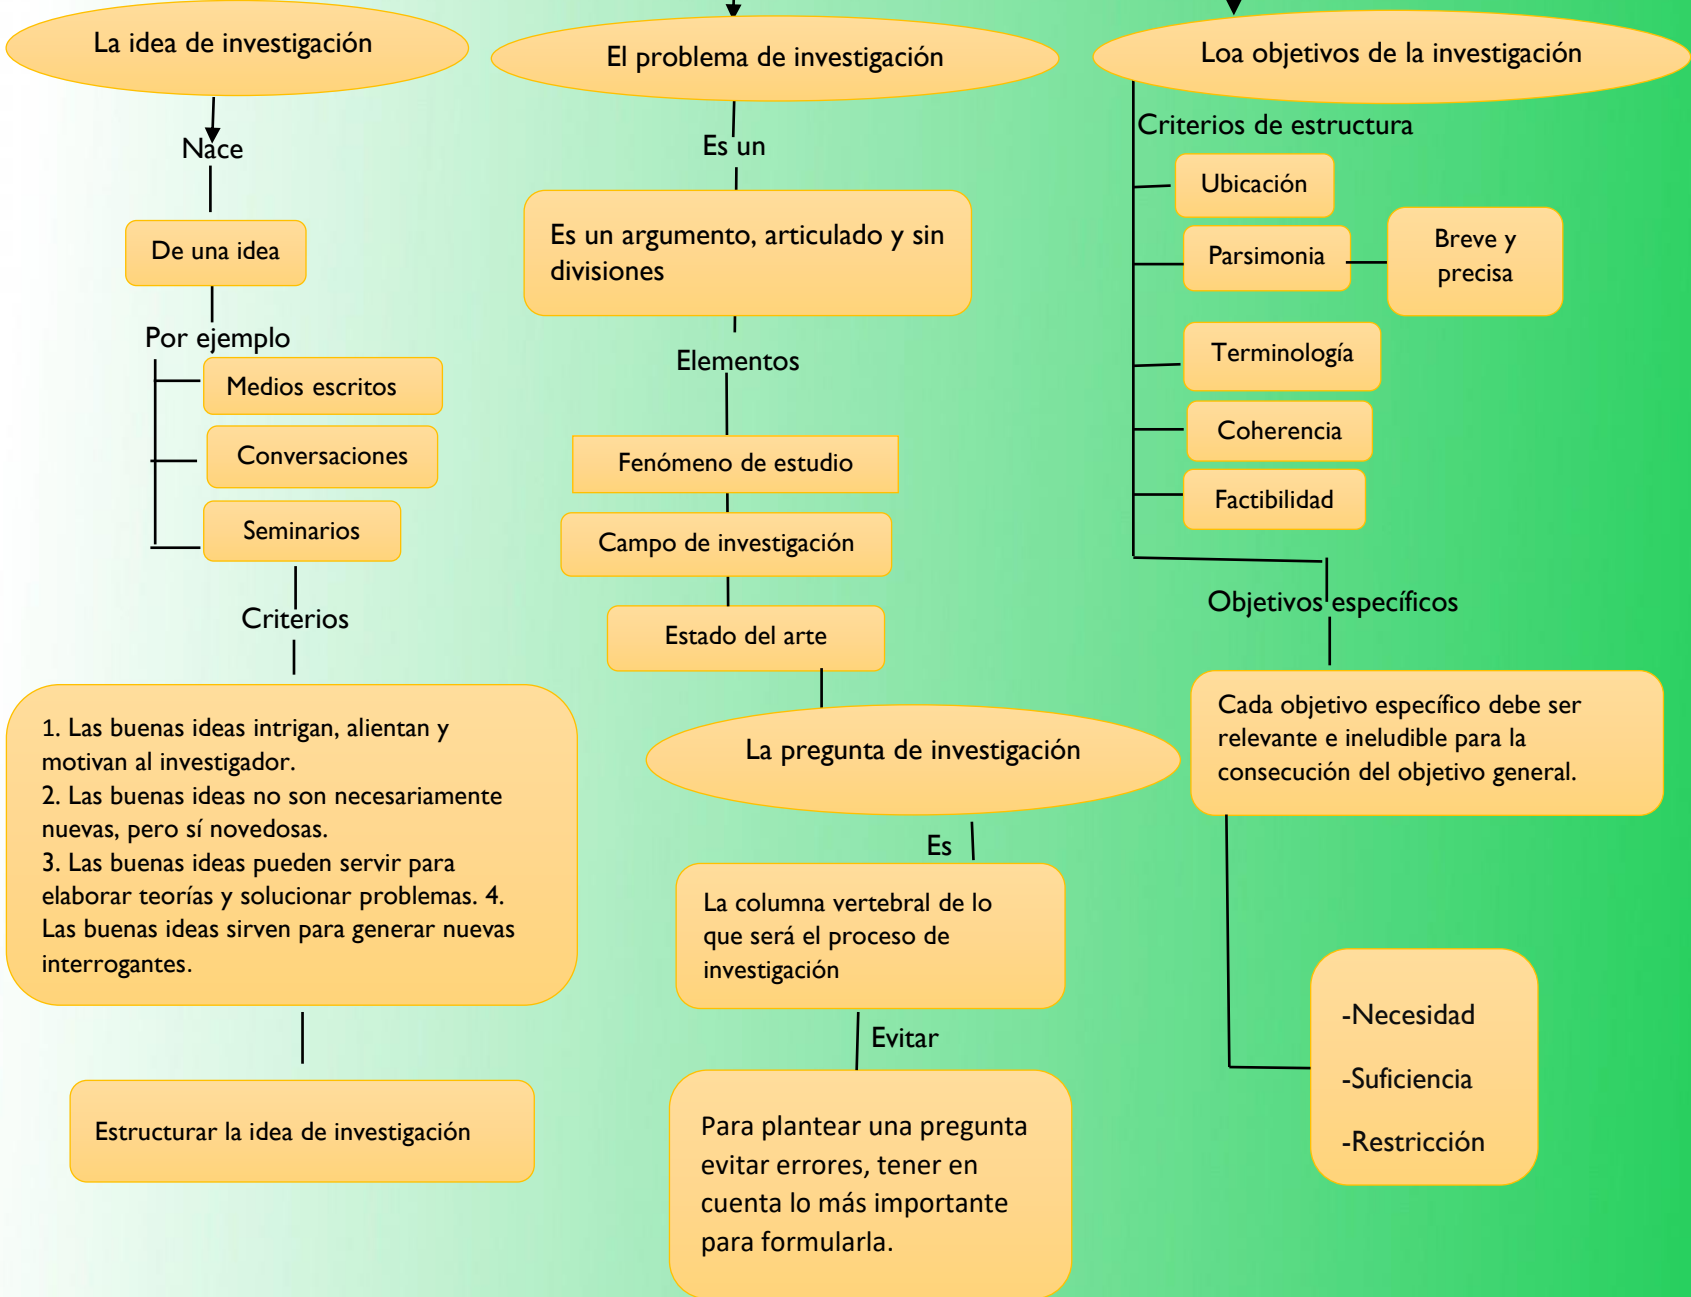 La idea de investigación
Nace
De una idea
Por ejemplo
Medios escritos
Conversaciones
Seminarios
Criterios
1. Las buenas ideas intrigan, alientan y
motivan al investigador.
2. Las buenas ideas no son necesariamente
nuevas, pero sí novedosas.
3. Las buenas ideas pueden servir para
elaborar teorías y solucionar problemas. 4.
Las buenas ideas sirven para generar nuevas
interrogantes.
Estructurar la idea de investigación
El problema de investigación
Es un
Es un argumento, articulado y sin
divisiones
Elementos
Fenómeno de estudio
Campo de investigación
Estado del arte
La pregunta de investigación
Es
La columna vertebral de lo
que será el proceso de
investigación
Evitar
Para plantear una pregunta
evitar errores, tener en
cuenta lo más importante
para formularla.
Loa objetivos de la investigación
Criterios de estructura
Ubicación
Parsimonia
Breve y
precisa
Terminología
Coherencia
Factibilidad
Objetivos específicos
Cada objetivo específico debe ser
relevante e ineludible para la
consecución del objetivo general.
-Necesidad
-Suficiencia
-Restricción